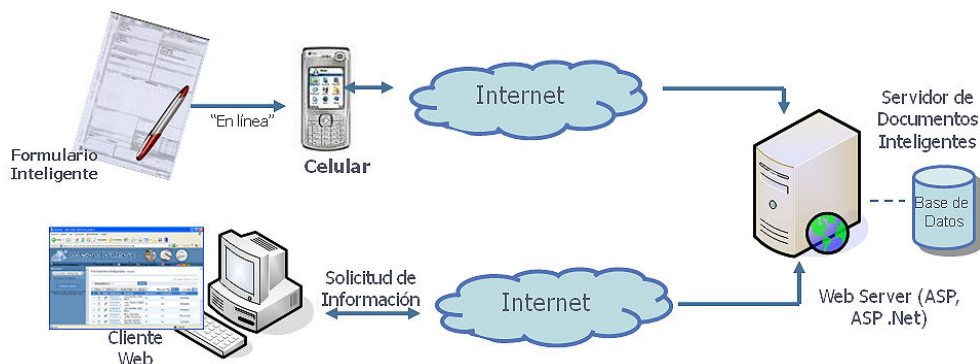 Internet
"En línea"
Formulario
Inteligente
Celular
Servidor de
Documentos
Inteligentes
Base de
Datos
Solicitud de
Información
Internet
Cliente
Web
Web Server (ASP,
ASP .Net)